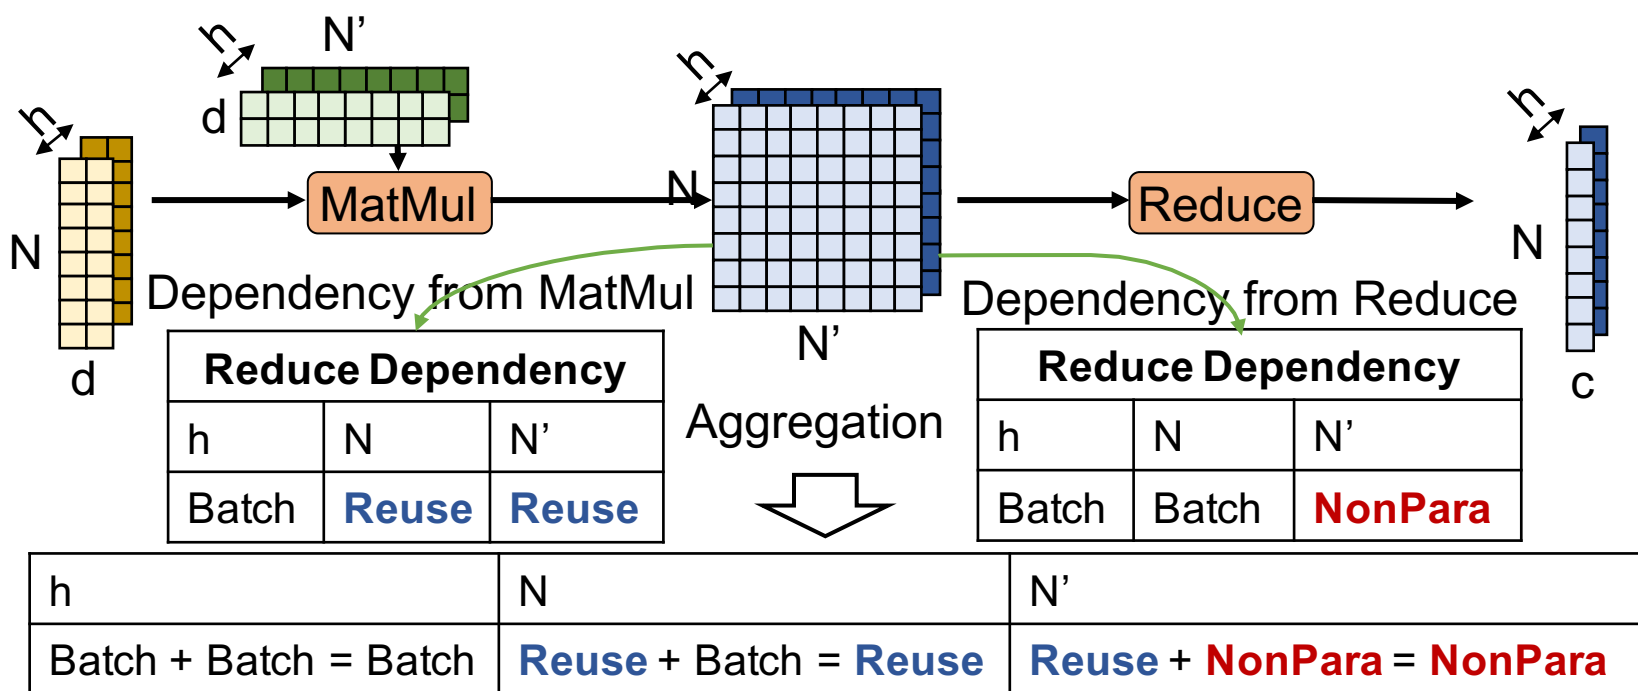 h
N'
h
d
h
h
N
MatMul
N
Reduce
N
Dependency from MatMul
Dependency from Reduce
d
N'
c
Reduce Dependency
h N N'
Batch Reuse Reuse
Aggregation
Reduce Dependency
h N N'
Batch Batch NonPara
h N N'
Batch + Batch = Batch Reuse + Batch = Reuse Reuse + NonPara = NonPara